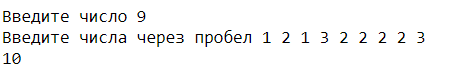 Введите число 9
Введите числа через пробел 1 2 1 3 2 2 2 2 3
10